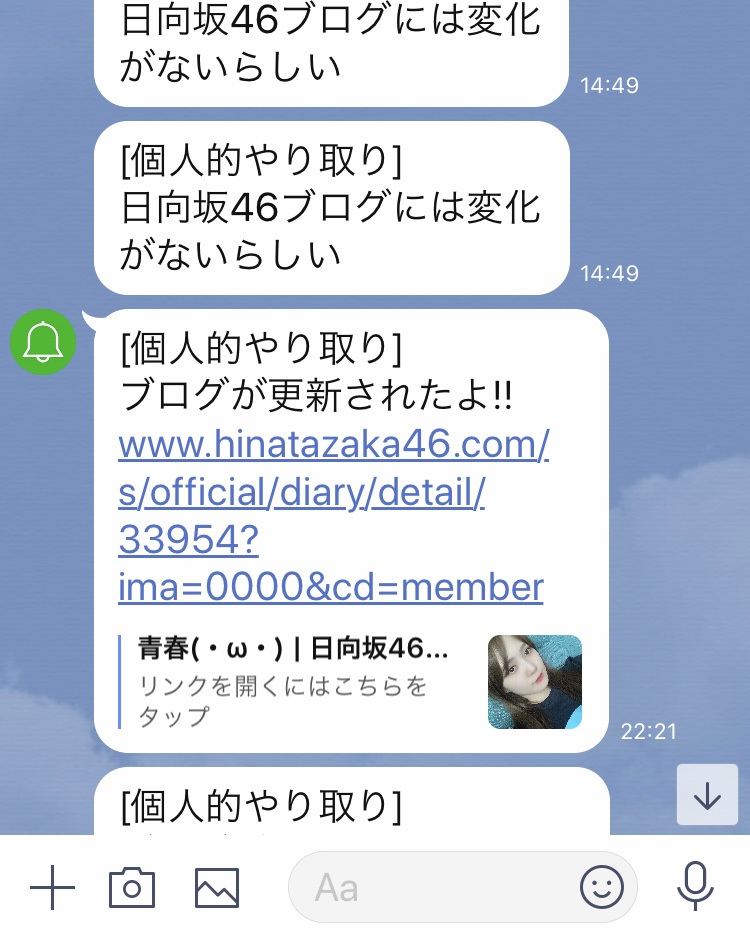 日向坂46ブログには変化
がないらしい
14:49
[個人的やり取り]
日向坂46ブログには変化
がないらしい
14:49
[個人的やり取り]
ブログが更新されたよ!!
www.hinatazaka46.com/
s/official/diary/detail/
33954?
ima=0000&cd=member
青春(・ω・) | 日向坂46...
リンクを開くにはこちらを
タップ
22:21
[個人的やり取り]
Aa